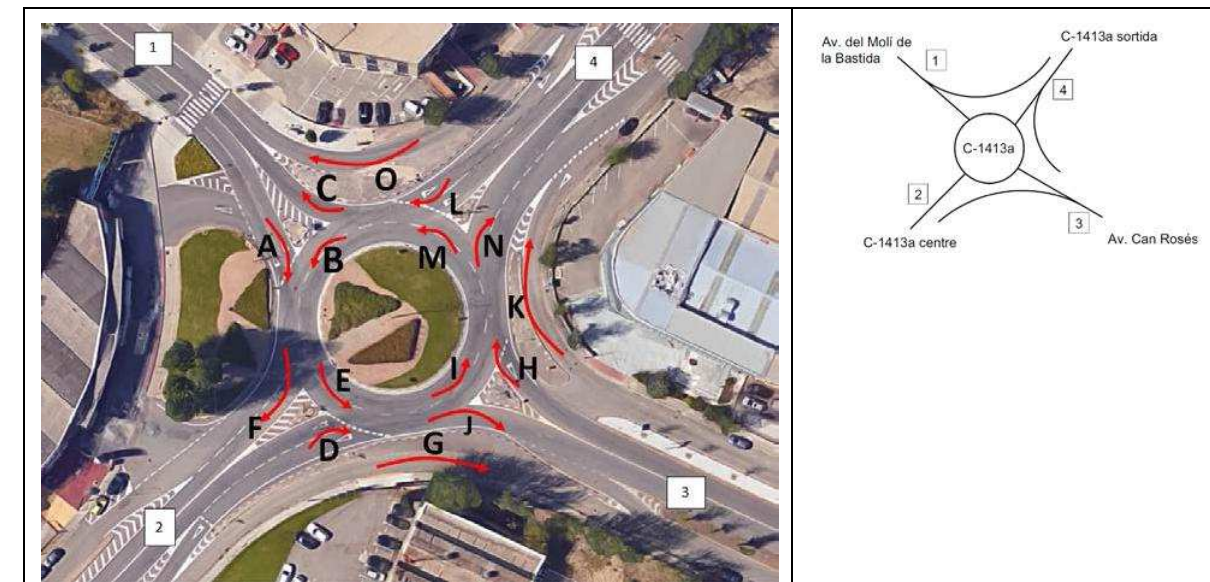 1
4
C
O
L
A
B
M
N
K
E
I
H
F
D
G
J
3
2
Av. del Molí de
la Bastida
1
C-1413a sortida
4
C-1413a
2
3
C-1413a centre
Av. Can Rosés